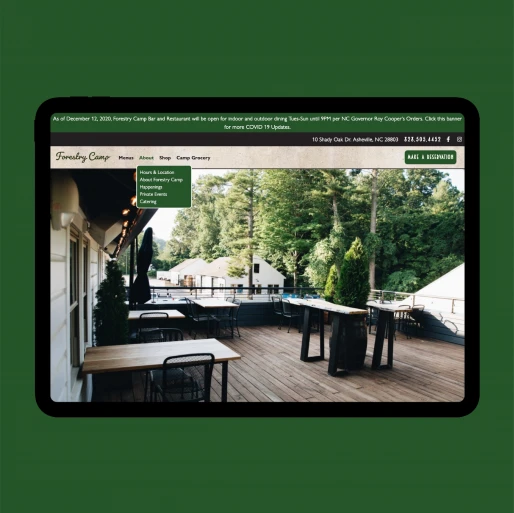 As of December 12, 2020, Forestry Camp Bar and Restaurant will be open for indoor and outdoor dining Tues-Sun until 9PM per NC Governor Roy Cooper's Orders. Click this banner
for more COVID 19 Updates.
10 Shady Oak Dr. Asheville, NC 28803 828.505.4452
Forestry Camp Menus About Shop Camp Grocery MAKE A RESERVATION
Hours & Location
About Forestry Camp
Happenings
Private Events
Catering